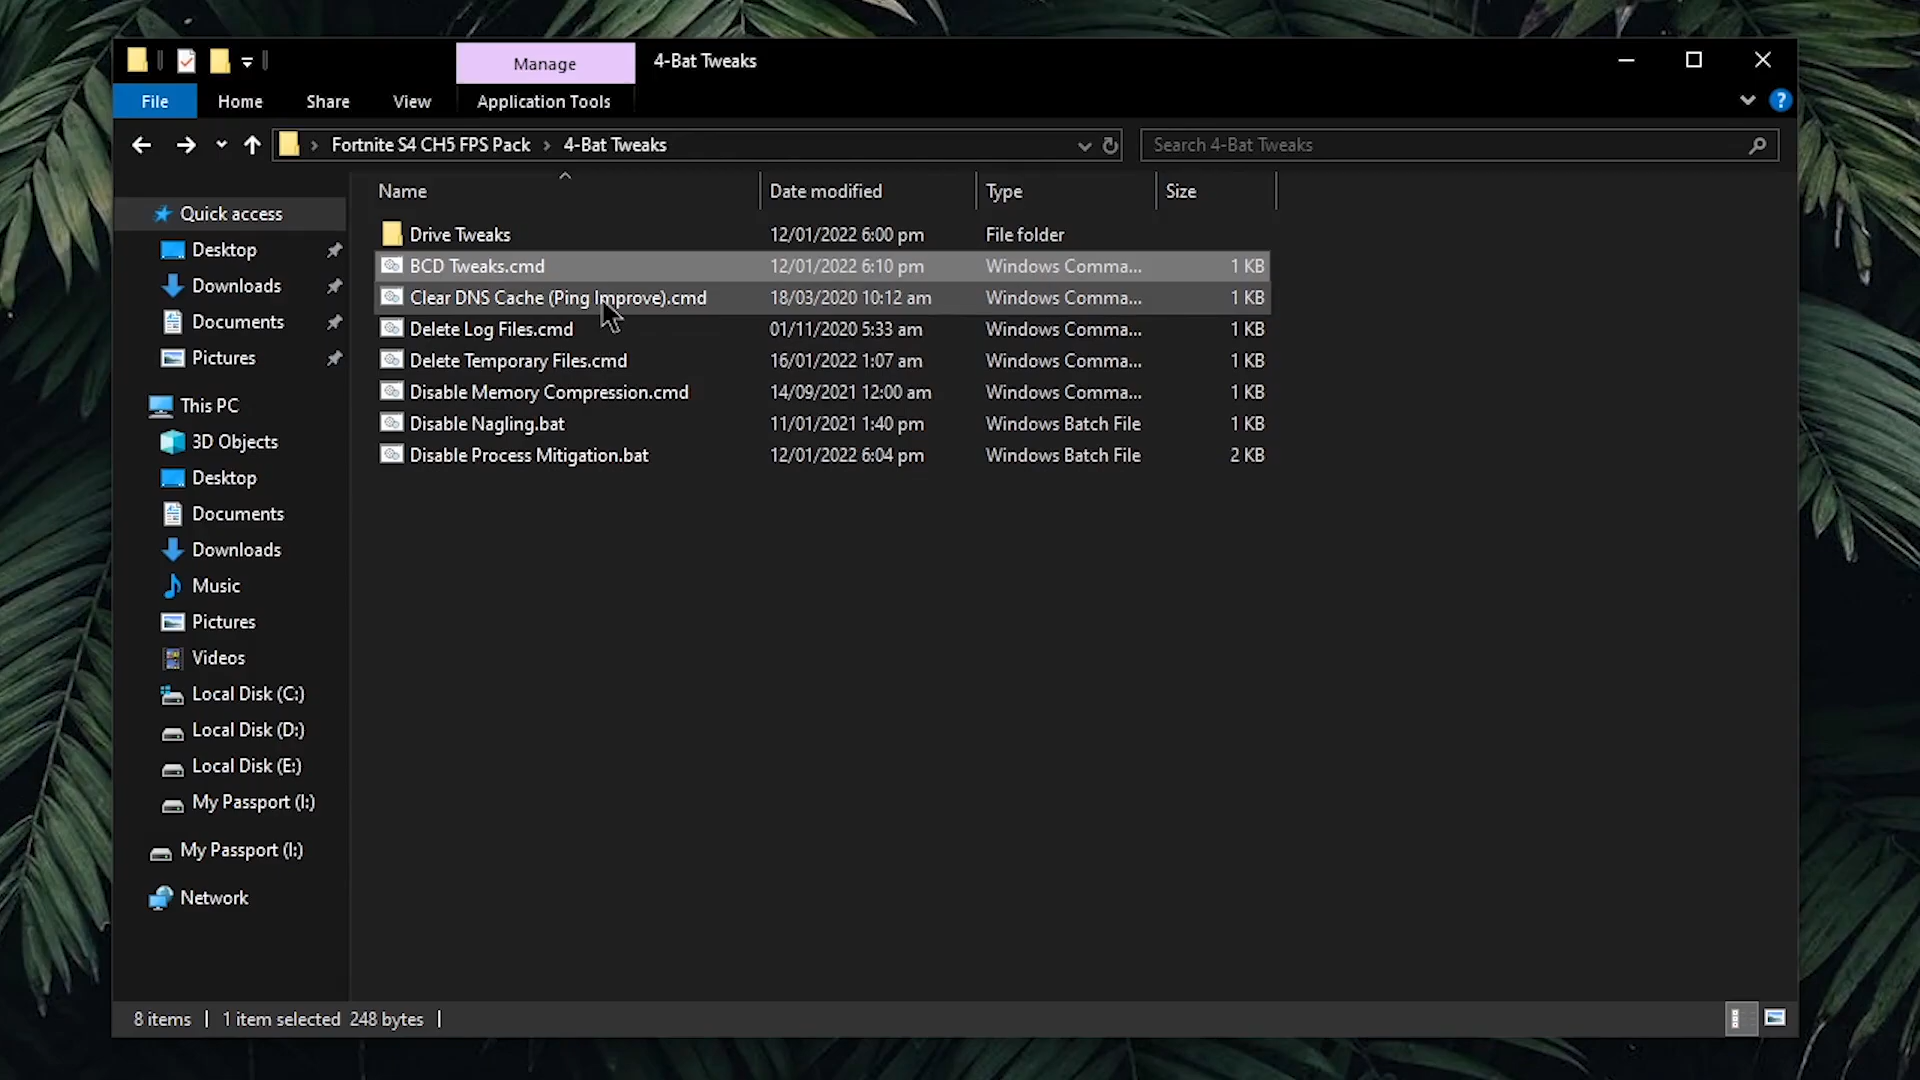 Manage
4-Bat Tweaks
File
Home
Share
View
Application Tools
Fortnite S4 CH5 FPS Pack
4-Bat Tweaks
Search 4-Bat Tweaks
Name
Date modified
Type
Size
Drive Tweaks 12/01/2022 6:00 pm File folder
BCD Tweaks.cmd 12/01/2022 6:10 pm Windows Comma... 1 KB
Clear DNS Cache (Ping Improve).cmd 18/03/2020 10:12 am Windows Comma... 1 KB
Delete Log Files.cmd 01/11/2020 5:33 am Windows Comma... 1 KB
Delete Temporary Files.cmd 16/01/2022 1:07 am Windows Comma... 1 KB
Disable Memory Compression.cmd 14/09/2021 12:00 am Windows Comma... 1 KB
Disable Nagling.bat 11/01/2021 1:40 pm Windows Batch File 1 KB
Disable Process Mitigation.bat 12/01/2022 6:04 pm Windows Batch File 2 KB
Quick access
Desktop
Downloads
Documents
Pictures
This PC
3D Objects
Desktop
Documents
Downloads
Music
Pictures
Videos
Local Disk (C:)
Local Disk (D:)
Local Disk (E:)
My Passport (I:)
My Passport (I:)
Network
8 items
1 item selected 248 bytes